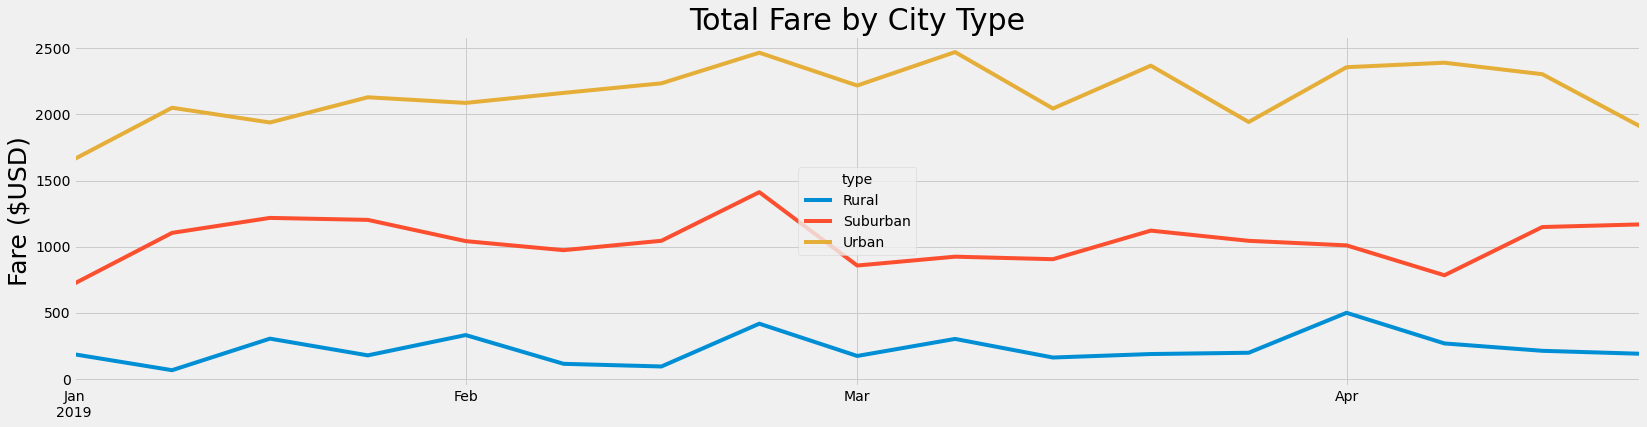 Total Fare by City Type
Fare ($USD)
2500
2000
1500
1000
500
0
type
Rural
Suburban
Urban
Jan Feb Mar Apr
2019